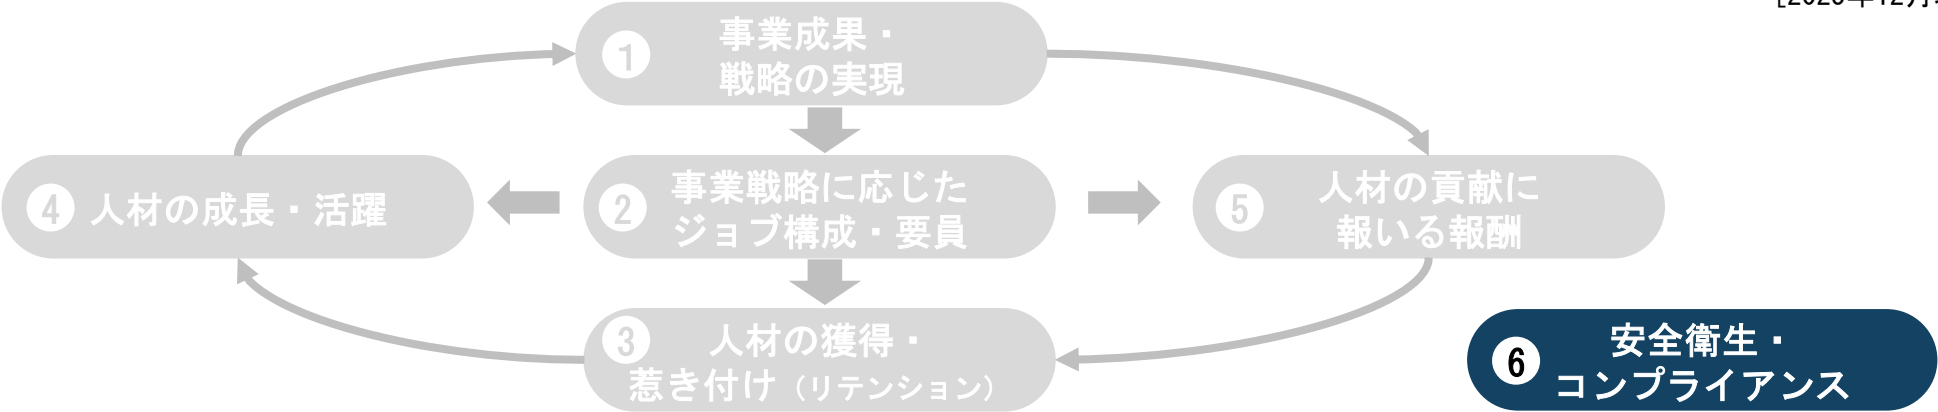 1
事業成果・
戦略の実現
4
人材の成長・活躍
2
事業戦略に応じた
ジョブ構成・要員
5
人材の貢献に
報いる報酬
3
人材の獲得・
惹き付け（リテンション）
6
安全衛生・
コンプライアンス